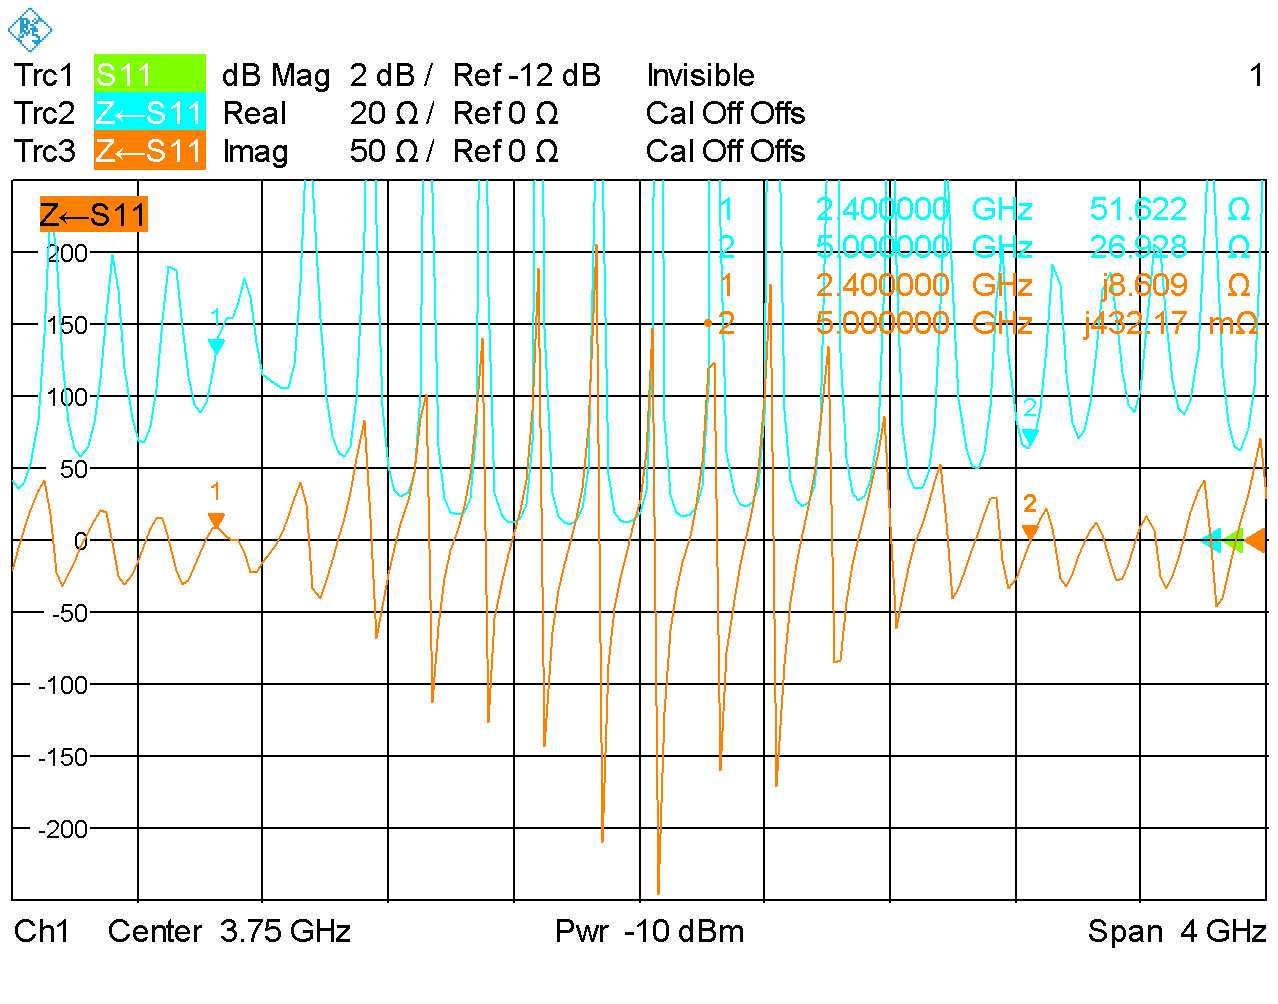 Trc1 S11 dB Mag 2 dB / Ref -12 dB Invisible 1
Trc2 Z←S11 Real 20 Ω / Ref 0 Ω Cal Off Offs
Trc3 Z←S11 Imag 50 Ω / Ref 0 Ω Cal Off Offs
Z←S11
1 2.400000 GHz 51.622 Ω
2 5.000000 GHz 26.928 Ω
1 2.400000 GHz j8.609 Ω
2 5.000000 GHz j432.17 mΩ
200
150
100
50
0
-50
-100
-150
-200
1
1
2
2
Ch1 Center 3.75 GHz Pwr -10 dBm Span 4 GHz